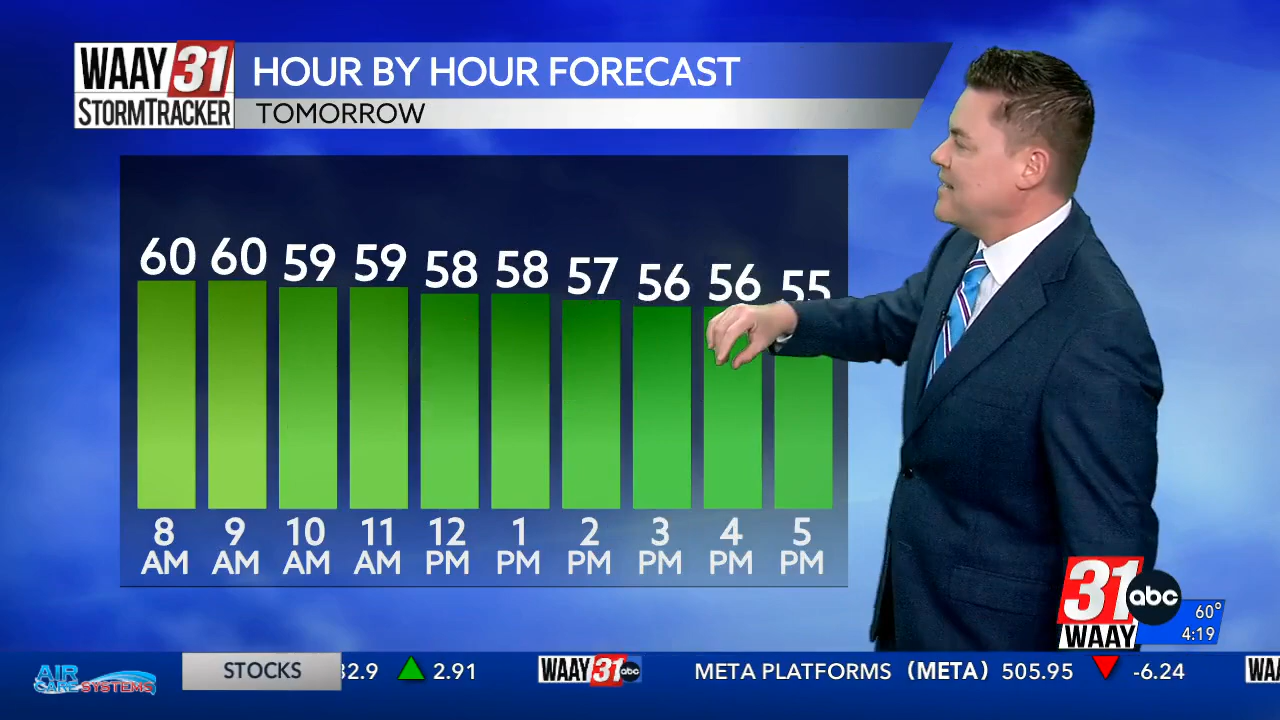 WAAY 31
STORMTRACKER
HOUR BY HOUR FORECAST
TOMORROW
60 60 59 59 58 58 57 56 56 55
8 9 10 11 12 1 2 3 4 5
AM AM AM AM PM PM PM PM PM PM
31 abc
WAAY
60°
4:19
AIR
CARE SYSTEMS
STOCKS
32.9 2.91 WAAY 31 abc META PLATFORMS (META) 505.95 -6.24